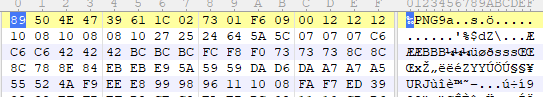 0 1 2 3 4 5 6 7 8 9 A B C D E F 0123456789ABCDEF
89 50 4E 47 39 61 1C 02 73 01 F6 09 00 12 12 12 ‰PNG9a..s.ö.....
10 08 10 08 08 10 27 25 24 64 5A 5C 07 07 07 C6 ......'%$dZ\...Æ
C6 C6 42 42 42 BC BC BC FC F8 F0 73 73 73 8C 8C ÆÆBBB¼¼¼üøðsssŒŒ
8C 78 8E 84 EB EB E9 5A 59 59 DA D6 DA A7 A7 A5 ŒxŽ„ëëéZYYÚÖÚ§§¥
55 52 4A F9 EE E8 99 98 96 11 10 08 FA F7 ED 39 URJùîè™˜–...ú÷í9